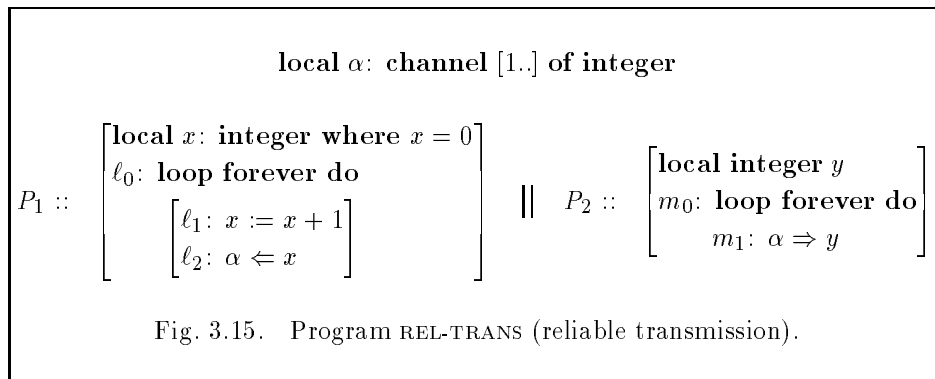 local α: channel [1..] of integer
P₁ :: [local x: integer where x = 0
ℓ₀: loop forever do
[ℓ₁: x := x + 1
ℓ₂: α ⇐ x]]
||
P₂ :: [local integer y
m₀: loop forever do
m₁: α ⇒ y]
Fig. 3.15. Program REL-TRANS (reliable transmission).